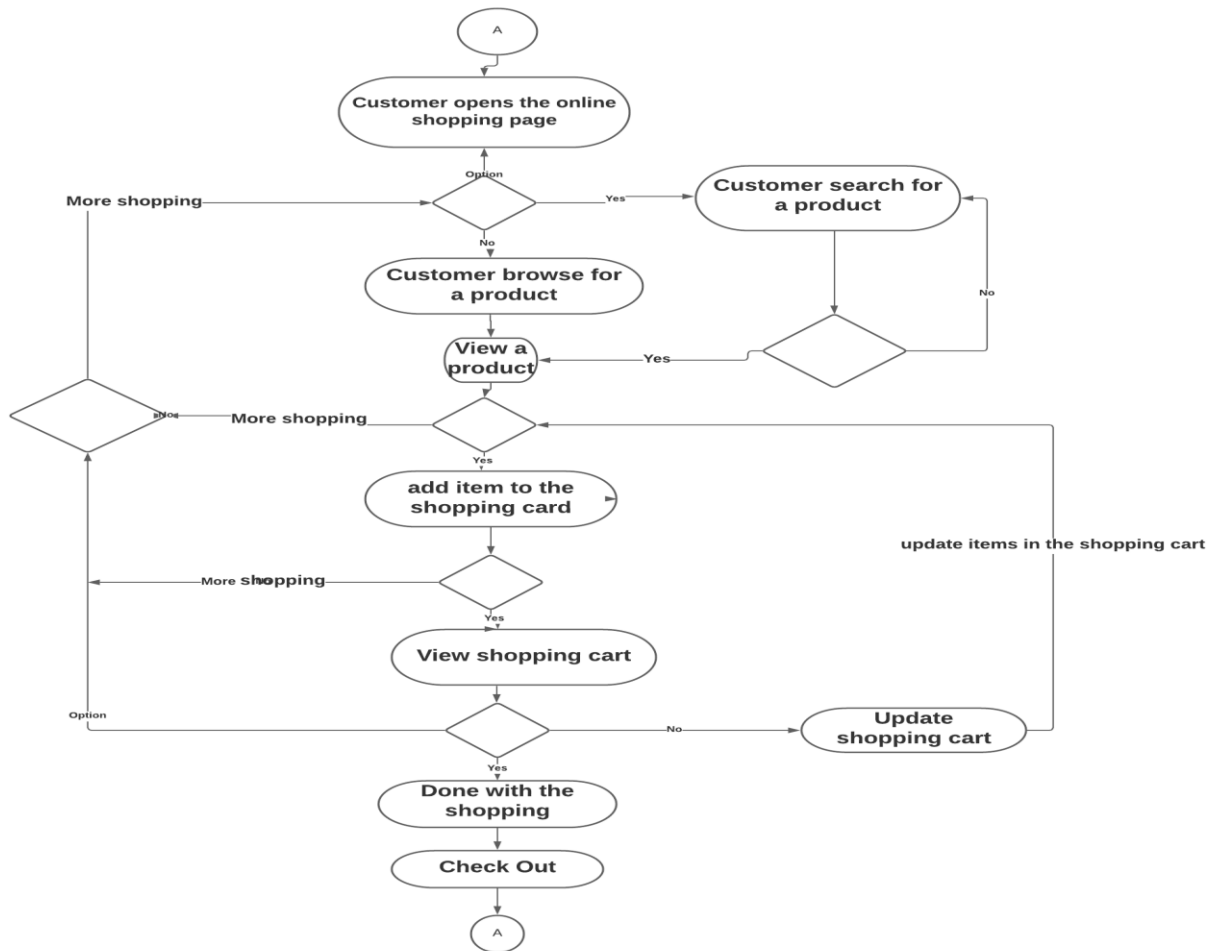 A
Customer opens the online
shopping page
Option
More shopping
Yes
Customer search for
a product
No
Customer browse for
a product
No
View a
product
Yes
No
More shopping
Yes
add item to the
shopping card
update items in the shopping cart
More shopping
No
Yes
View shopping cart
Option
No
Update
shopping cart
Yes
Done with the
shopping
Check Out
A